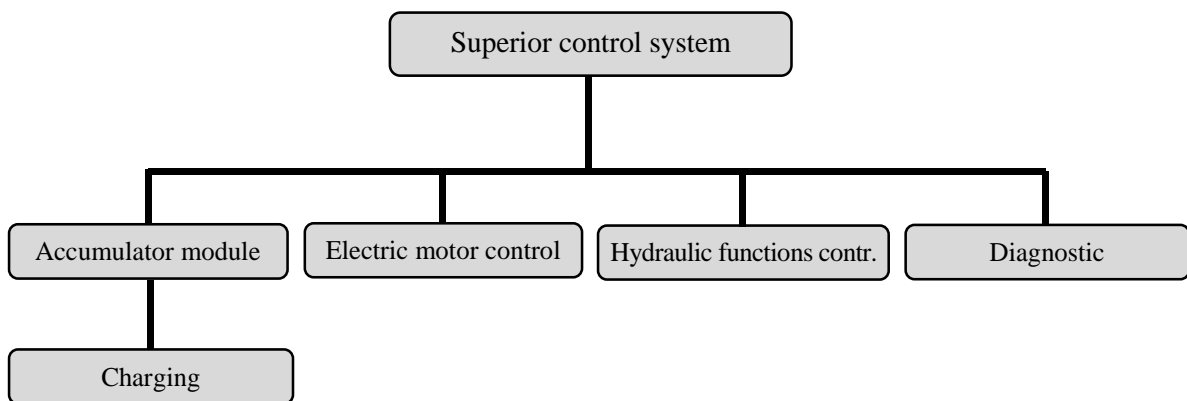 Superior control system
Accumulator module
Electric motor control
Hydraulic functions contr.
Diagnostic
Charging